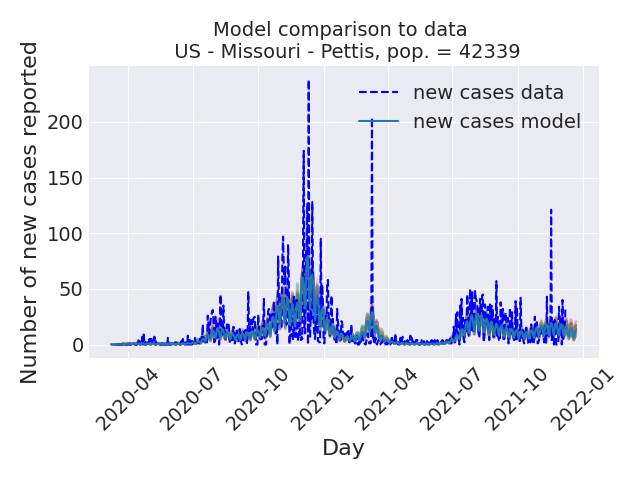 Model comparison to data
US - Missouri - Pettis, pop. = 42339
new cases data
new cases model
Number of new cases reported
200
150
100
50
0
2020-04
2020-07
2020-10
2021-01
2021-04
2021-07
2021-10
2022-01
Day